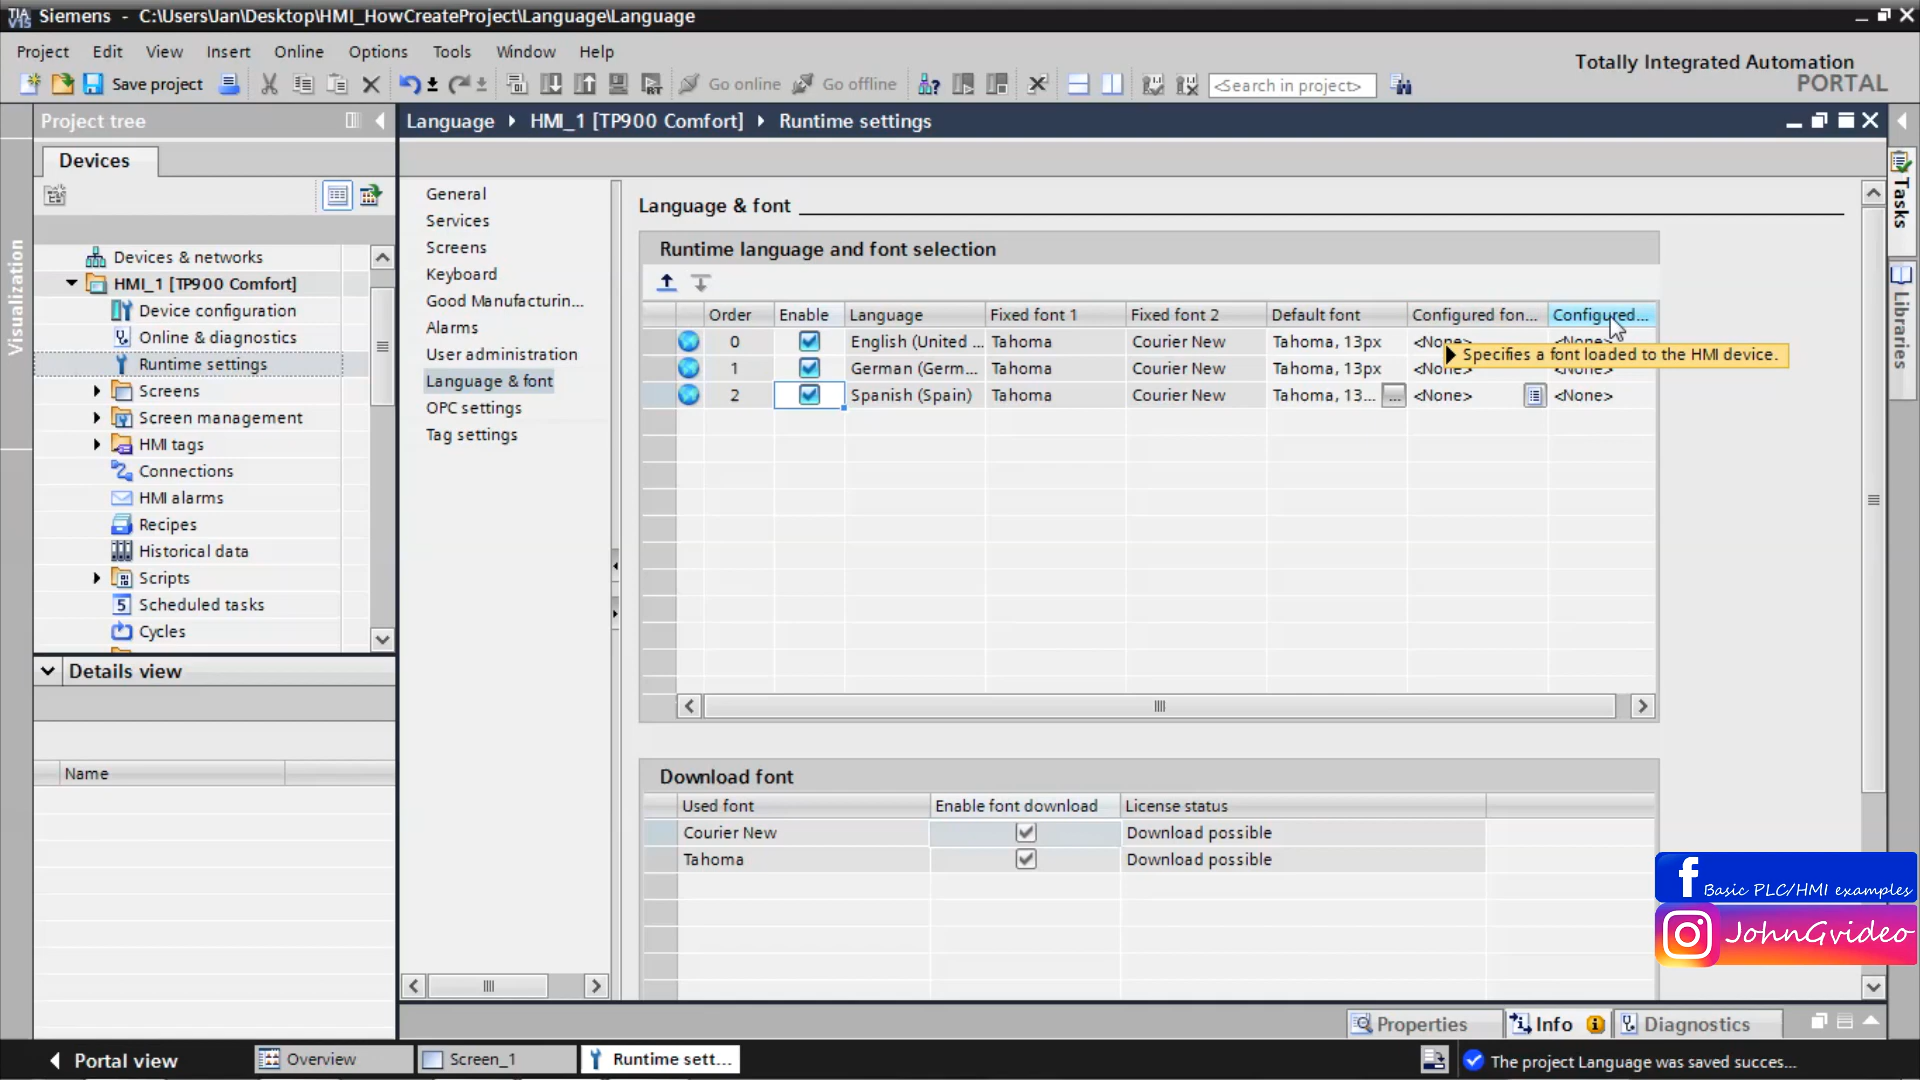 Siemens - C:\Users\Jan\Desktop\HMI_HowCreateProject\Language\Language
Project Edit View Insert Online Options Tools Window Help
Totally Integrated Automation
PORTAL
Save project Go online Go offline <Search in project>
Project tree
Language HMI_1 [TP900 Comfort] Runtime settings
Devices
Visualization
Devices & networks
HMI_1 [TP900 Comfort]
Device configuration
Online & diagnostics
Runtime settings
Screens
Screen management
HMI tags
Connections
HMI alarms
Recipes
Historical data
Scripts
Scheduled tasks
Cycles
Details view
Name
General
Services
Screens
Keyboard
Good Manufacturin...
Alarms
User administration
Language & font
OPC settings
Tag settings
Language & font
Runtime language and font selection
Order Enable Language Fixed font 1 Fixed font 2 Default font Configured fon... Configured...
0 English (United ... Tahoma Courier New Tahoma, 13px <None> <None>
Specifies a font loaded to the HMI device.
1 German (Germ... Tahoma Courier New Tahoma, 13px <None> <None>
2 Spanish (Spain) Tahoma Courier New Tahoma, 13... ... <None> <None>
Download font
Used font Enable font download License status
Courier New Download possible
Tahoma Download possible
Tasks
Libraries
Basic PLC/HMI examples
JohnGvideo
Properties Info Diagnostics
Portal view Overview Screen_1 Runtime sett... The project Language was saved succes...